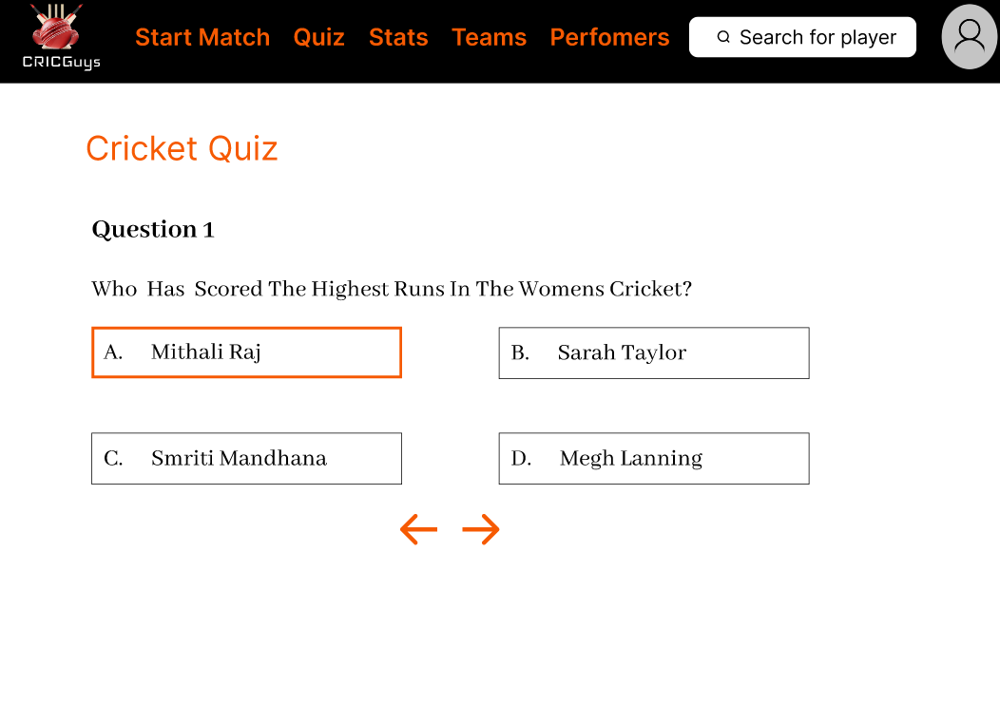 CRICGuys
Start Match Quiz Stats Teams Perfomers Search for player
Cricket Quiz
Question 1
Who Has Scored The Highest Runs In The Womens Cricket?
A. Mithali Raj
B. Sarah Taylor
C. Smriti Mandhana
D. Megh Lanning